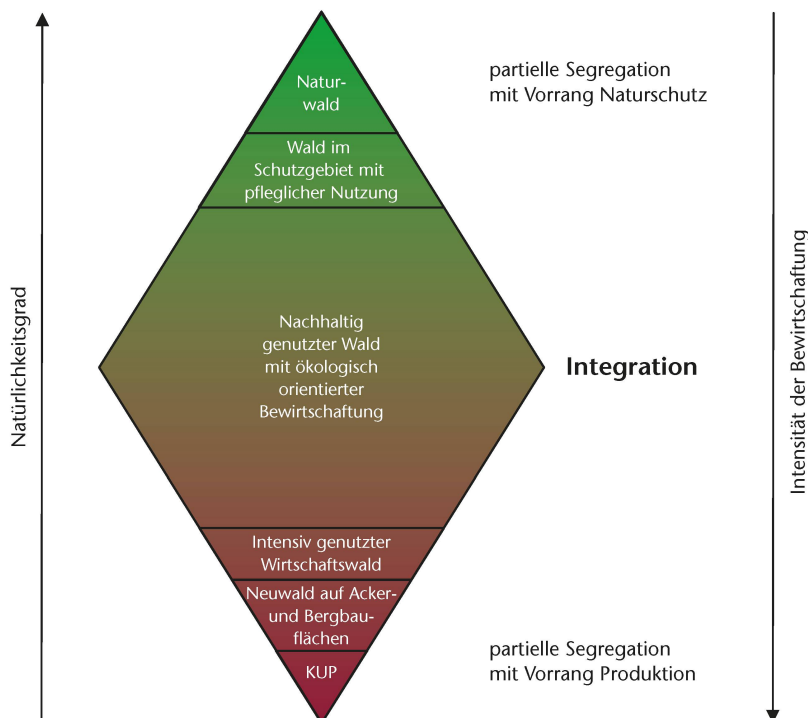 Natur-
wald
partielle Segregation
mit Vorrang Naturschutz
Wald im
Schutzgebiet mit
pfleglicher Nutzung
Natürlichkeitsgrad
Nachhaltig
genutzter Wald
mit ökologisch
orientierter
Bewirtschaftung
Integration
Intensität der Bewirtschaftung
Intensiv genutzter
Wirtschaftswald
Neuwald auf Acker-
und Bergbau-
flächen
KUP
partielle Segregation
mit Vorrang Produktion